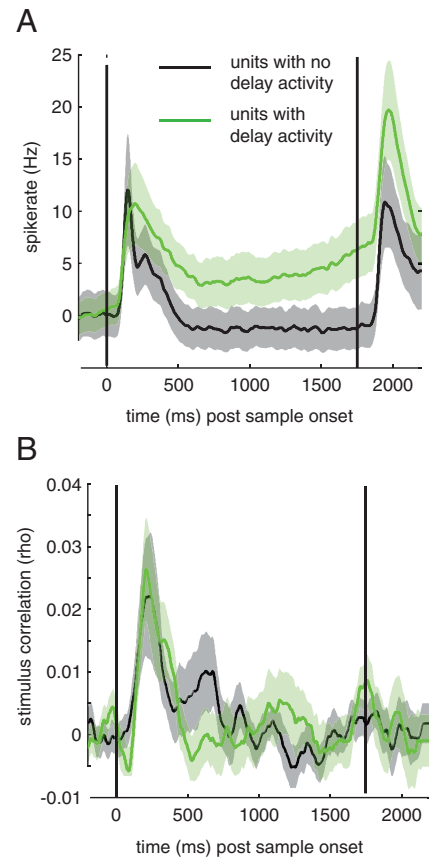 A
units with no
delay activity
units with
delay activity
spikerate (Hz)
25
20
15
10
5
0
0 500 1000 1500 2000
time (ms) post sample onset
B
stimulus correlation (rho)
0.04
0.03
0.02
0.01
0
-0.01
0 500 1000 1500 2000
time (ms) post sample onset